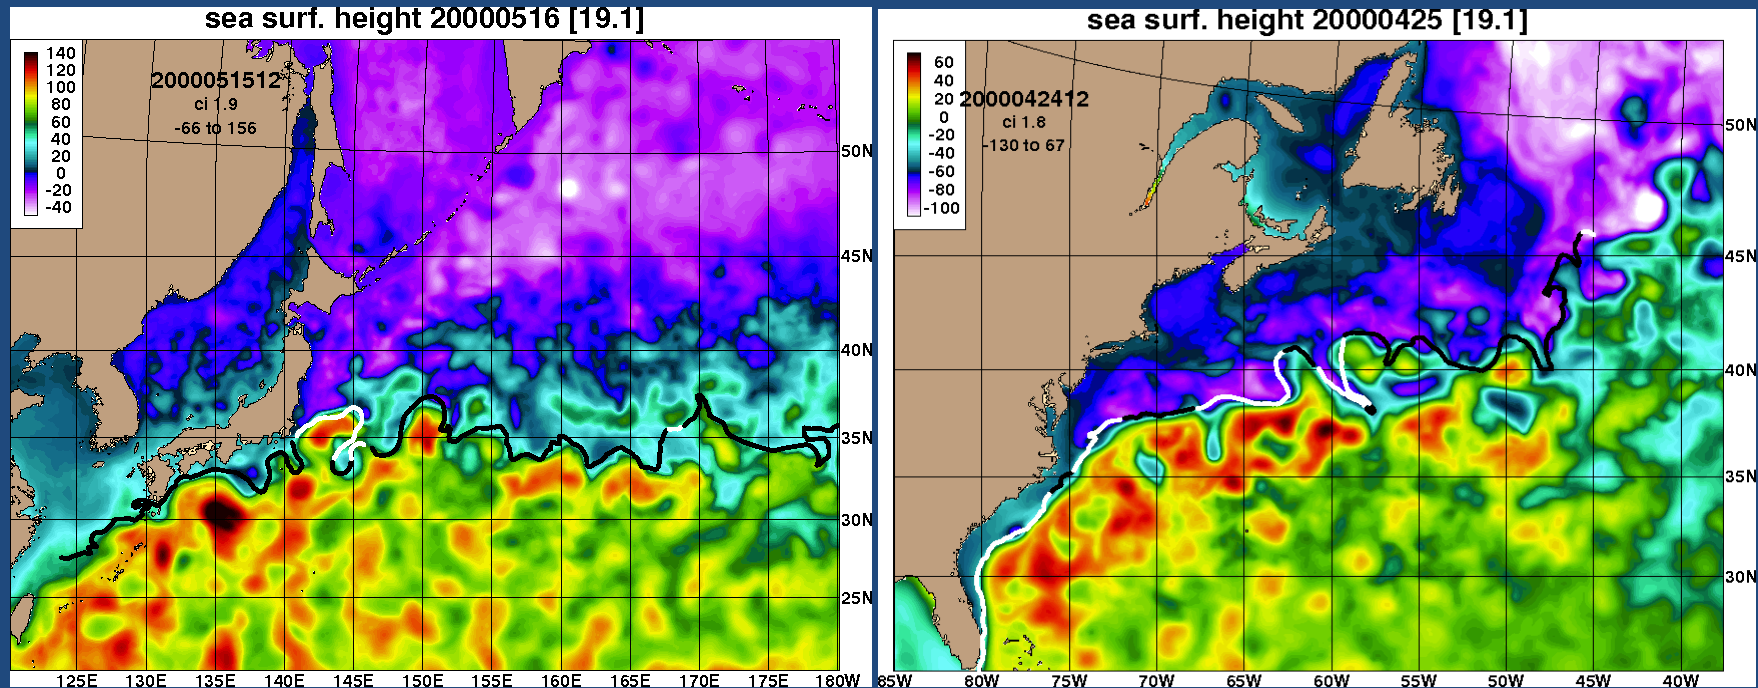 sea surf. height 20000516 [19.1]
140
120
100
80
60
40
20
0
-20
-40
2000051512
ci 1.9
-66 to 156
50N
45N
40N
35N
30N
25N
125E 130E 135E 140E 145E 150E 155E 160E 165E 170E 175E 180W
sea surf. height 20000425 [19.1]
60
40
20
0
-20
-40
-60
-80
-100
2000042412
ci 1.8
-130 to 67
50N
45N
40N
35N
30N
85W 80W 75W 70W 65W 60W 55W 50W 45W 40W